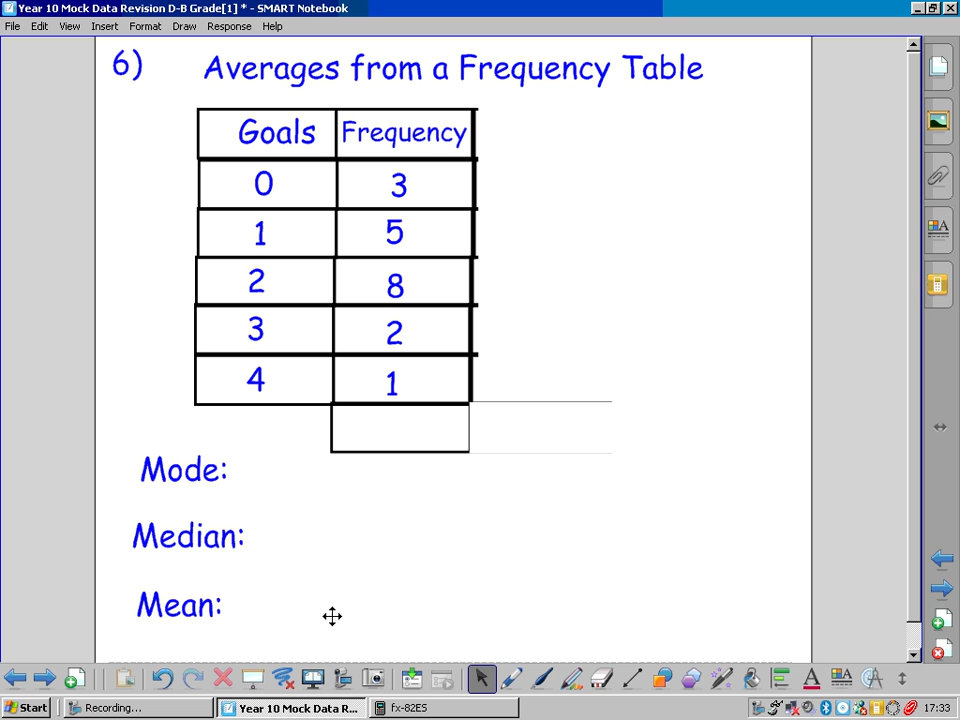 Year 10 Mock Data Revision D-B Grade[1] * - SMART Notebook
File Edit View Insert Format Draw Response Help
6) Averages from a Frequency Table
Goals Frequency
0 3
1 5
2 8
3 2
4 1
Mode:
Median:
Mean:
Start Recording... Year 10 Mock Data R... fx-82ES 17:33